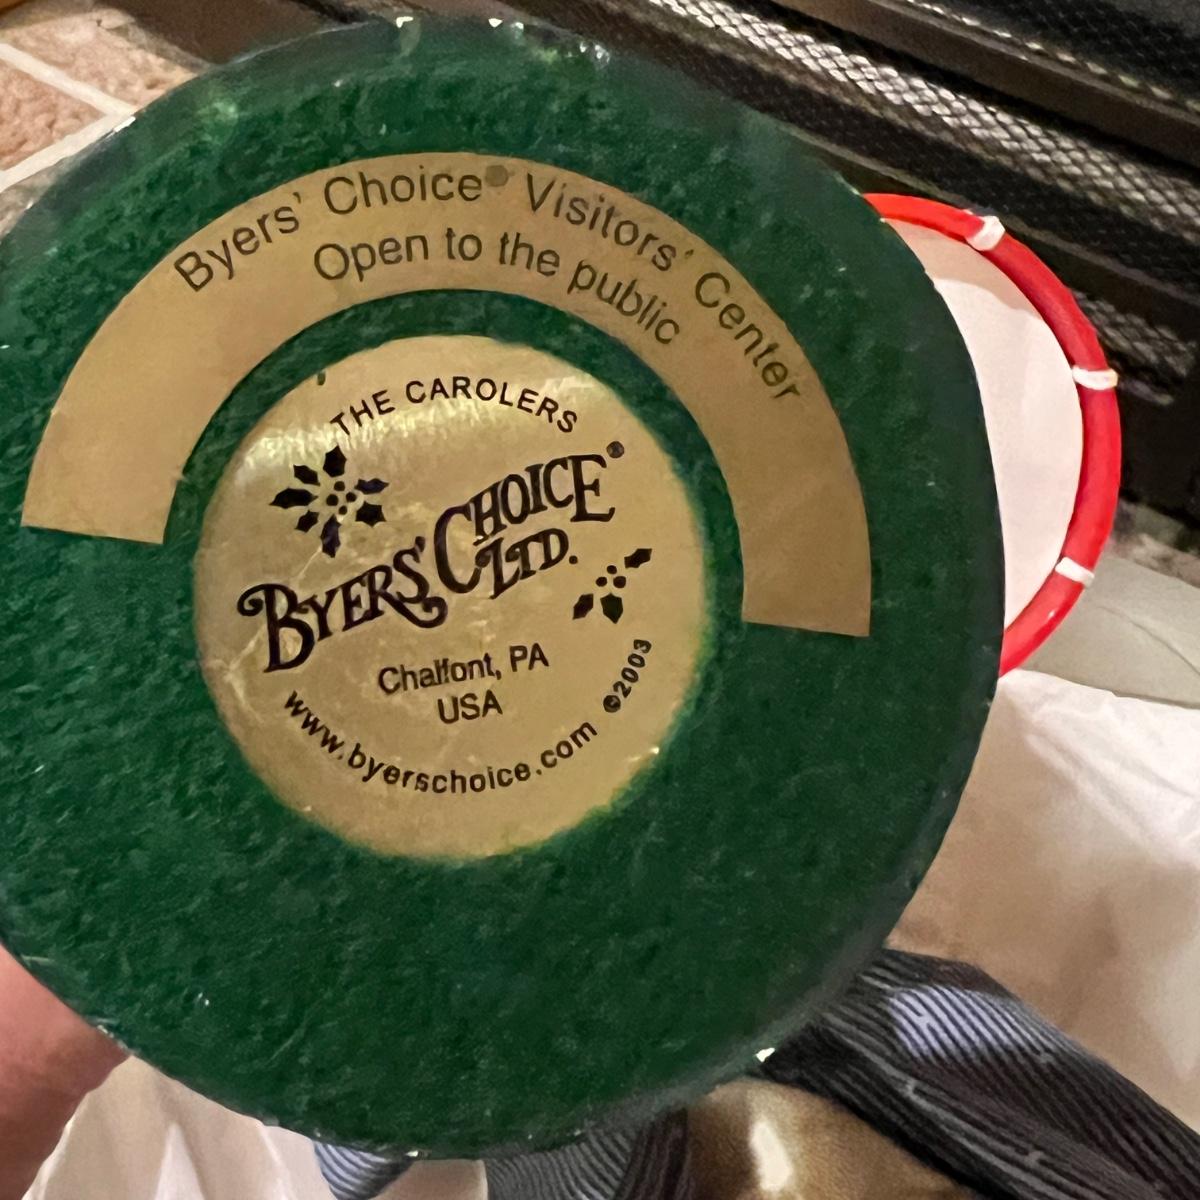 Byers' Choice® Visitors' Center
Open to the public
THE CAROLERS
BYERS' CHOICE®
LTD.
Chalfont, PA
USA
www.byerschoice.com ©2003